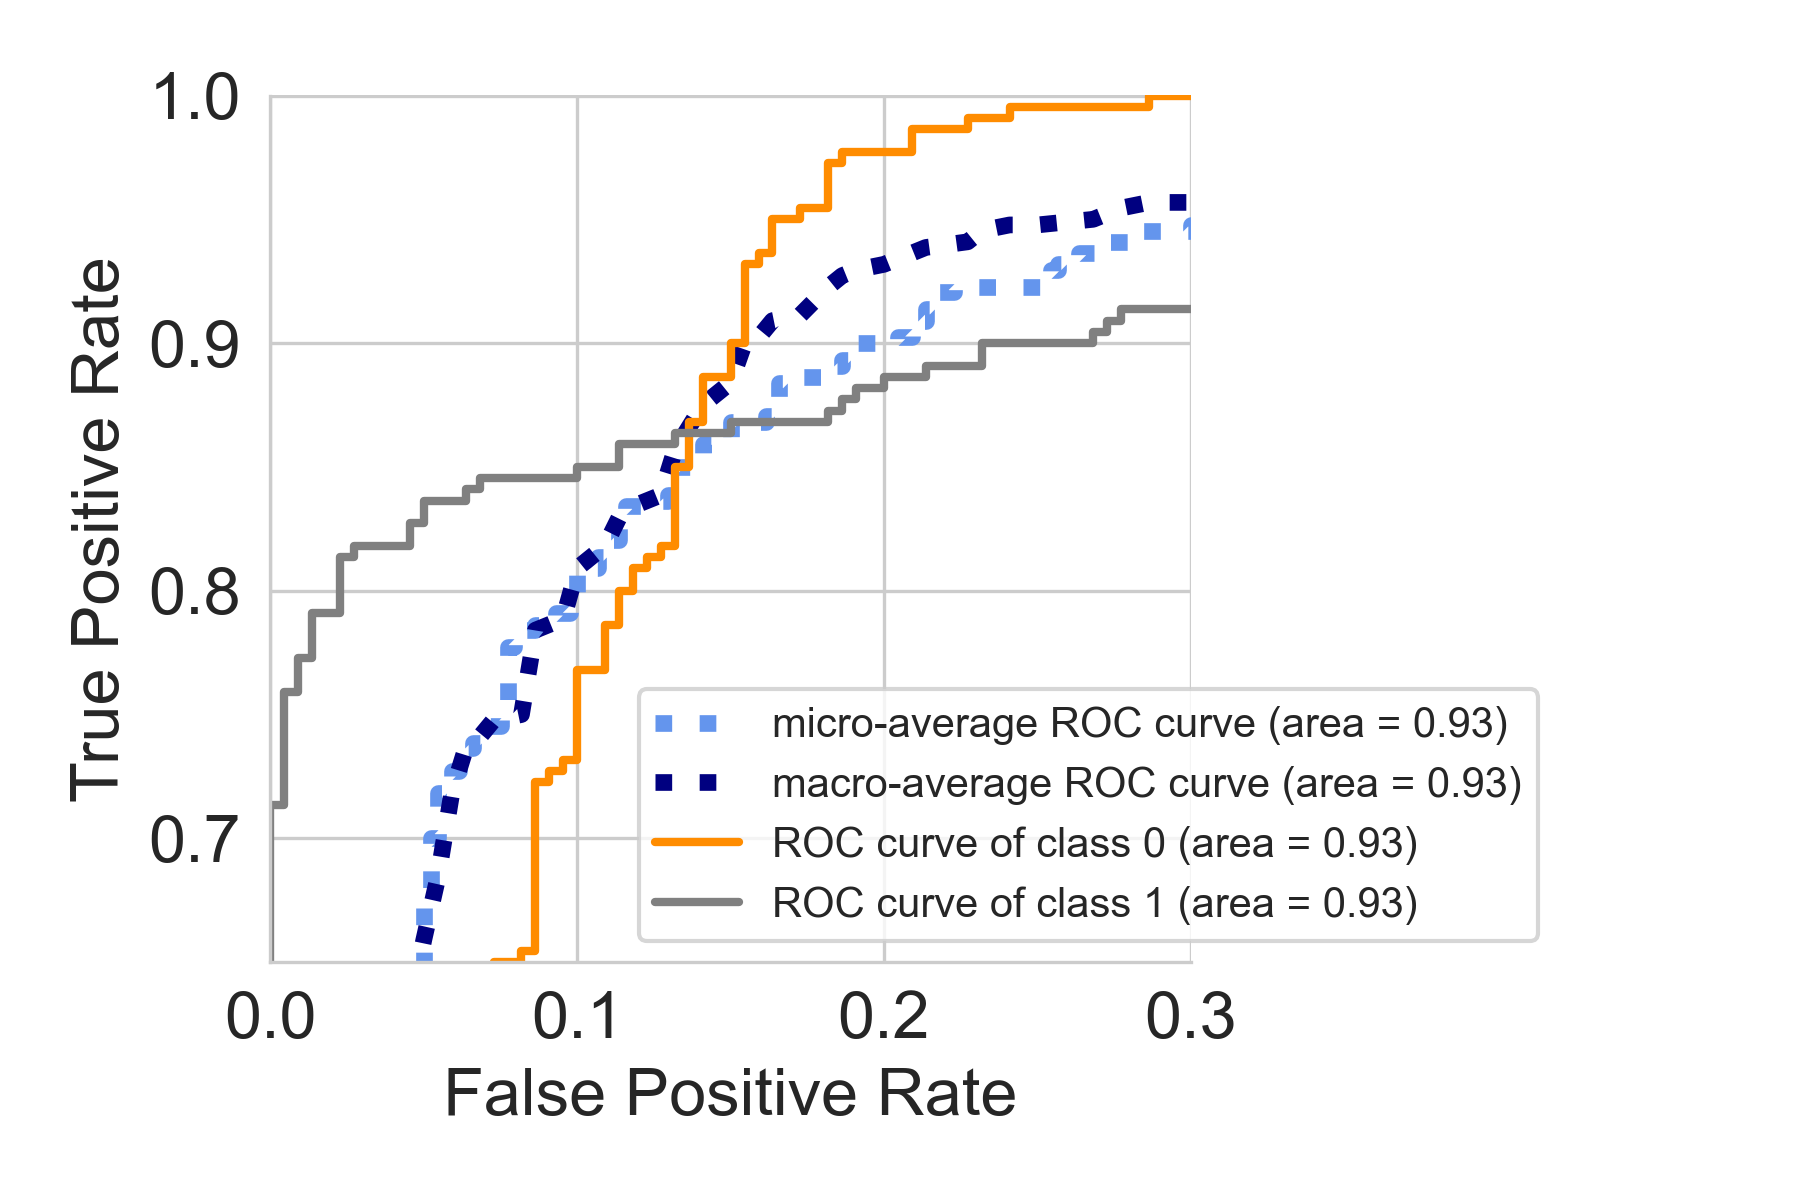 1.0
0.9
0.8
0.7
True Positive Rate
micro-average ROC curve (area = 0.93)
macro-average ROC curve (area = 0.93)
ROC curve of class 0 (area = 0.93)
ROC curve of class 1 (area = 0.93)
0.0 0.1 0.2 0.3
False Positive Rate